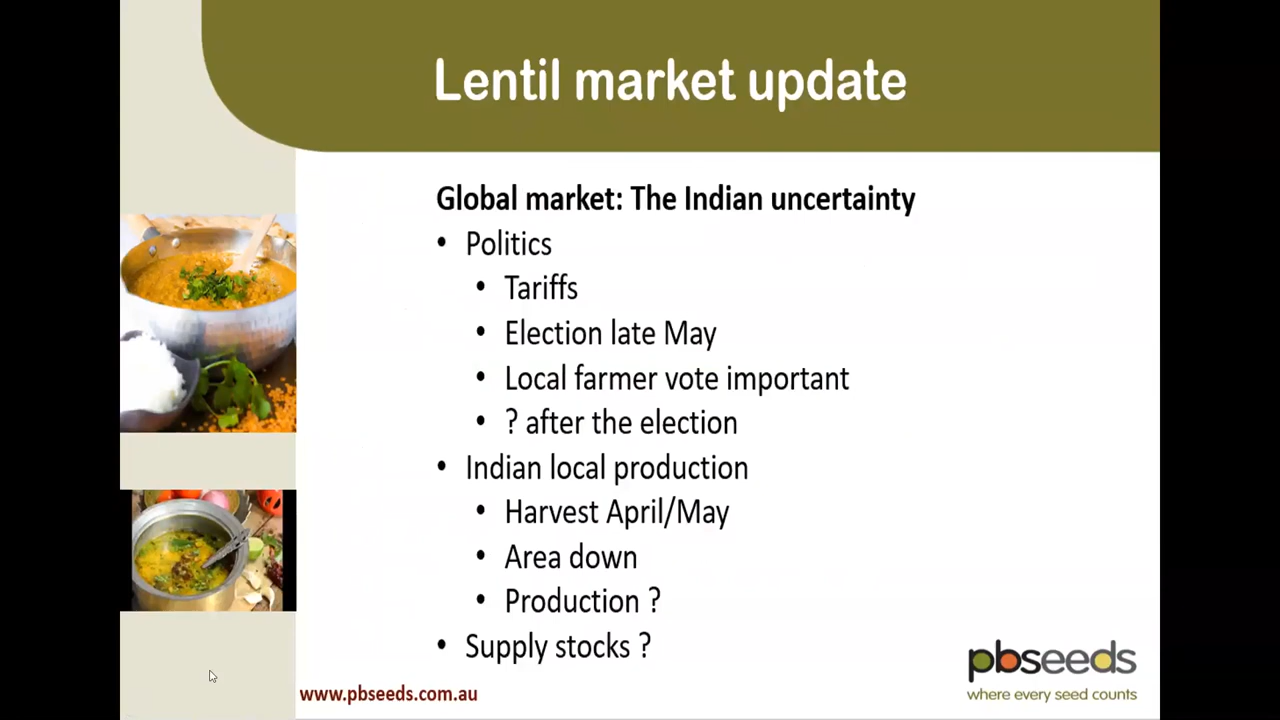 Lentil market update
Global market: The Indian uncertainty
• Politics
• Tariffs
• Election late May
• Local farmer vote important
• ? after the election
• Indian local production
• Harvest April/May
• Area down
• Production ?
• Supply stocks ?
www.pbseeds.com.au
pbseeds
where every seed counts